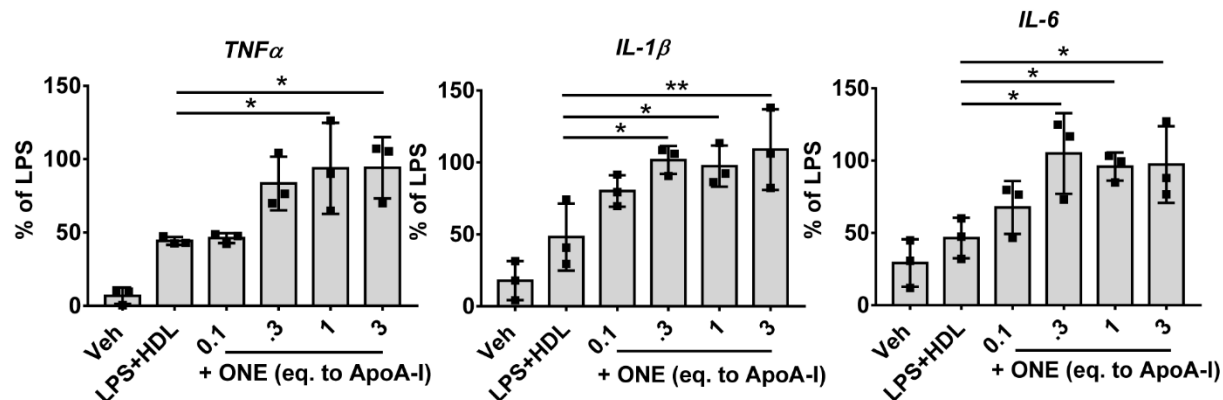 TNFα
% of LPS
150
100
50
0
*
*
Veh
LPS+HDL
0.1
.3
1
3
+ ONE (eq. to ApoA-I)
IL-1β
% of LPS
150
100
50
0
**
*
*
Veh
LPS+HDL
0.1
.3
1
3
+ ONE (eq. to ApoA-I)
IL-6
% of LPS
150
100
50
0
*
*
*
Veh
LPS+HDL
0.1
.3
1
3
+ ONE (eq. to ApoA-I)